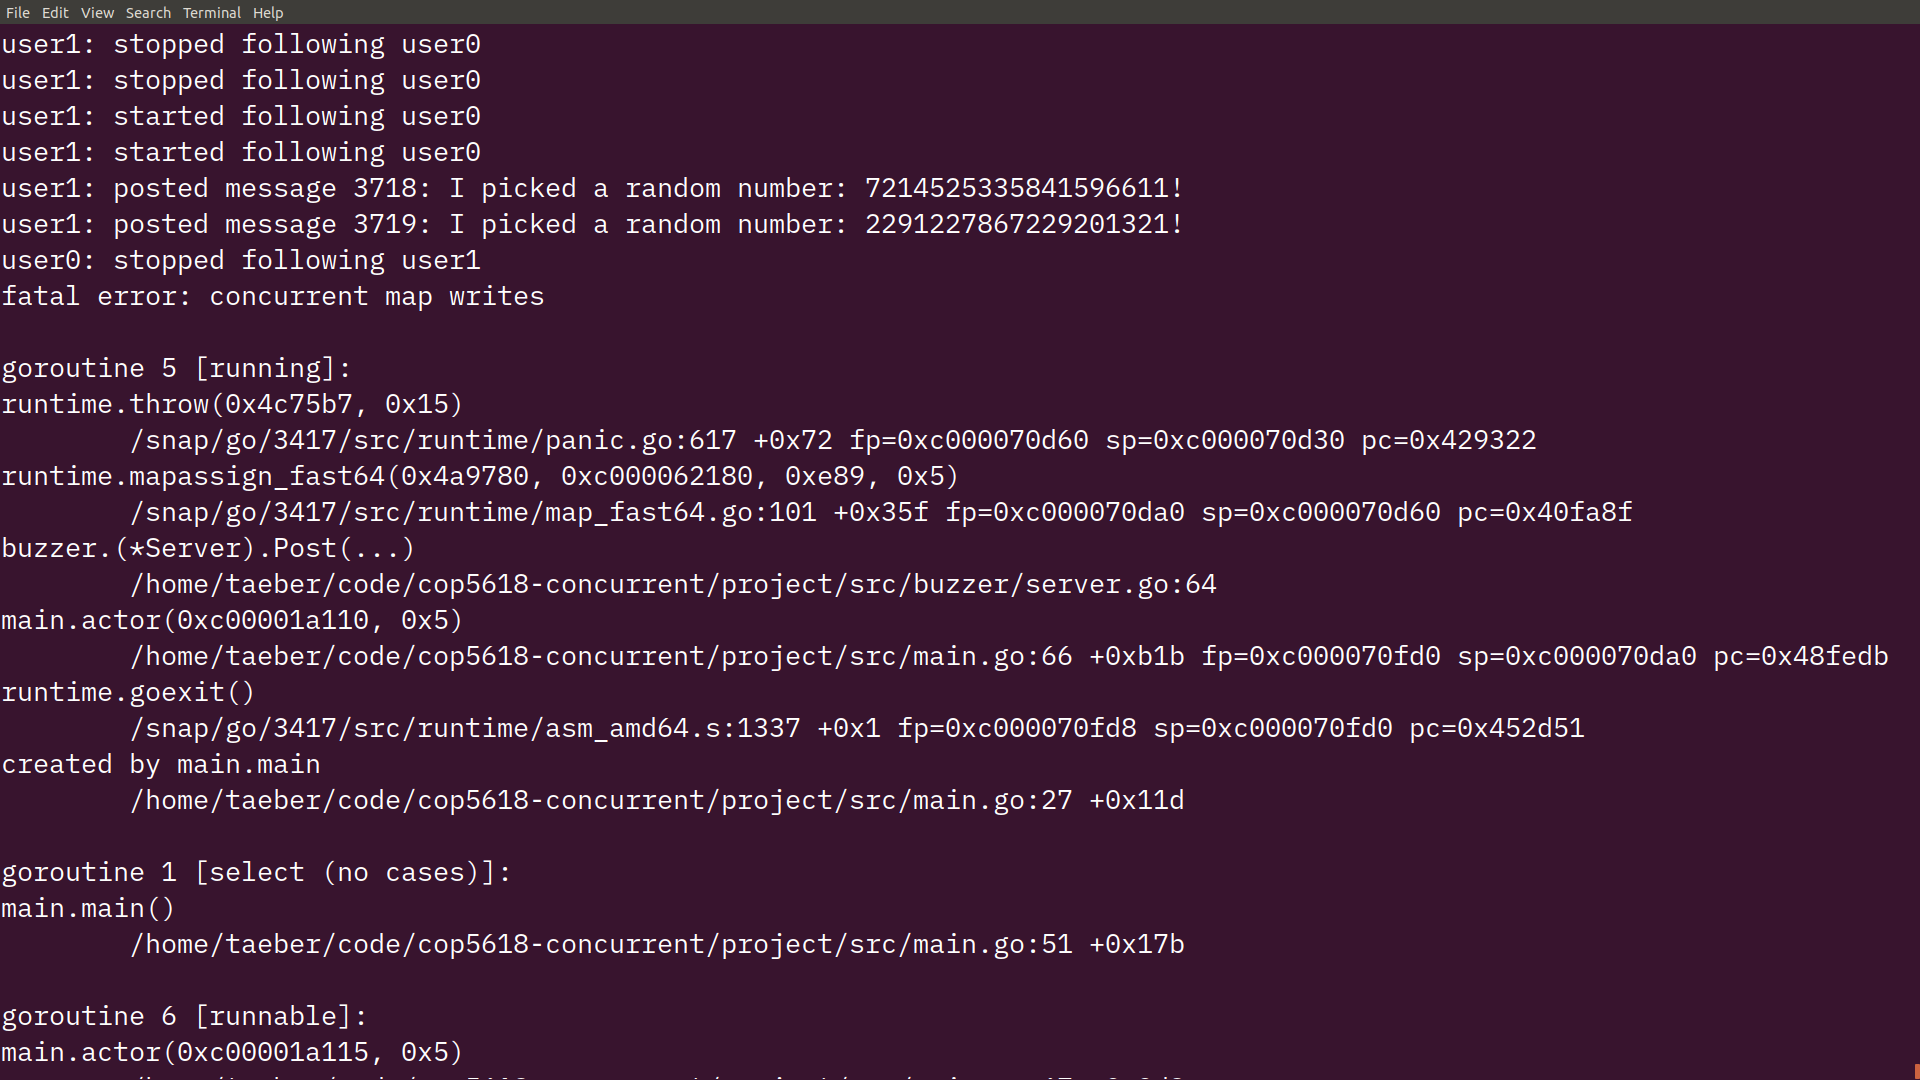 File Edit View Search Terminal Help
user1: stopped following user0
user1: stopped following user0
user1: started following user0
user1: started following user0
user1: posted message 3718: I picked a random number: 7214525335841596611!
user1: posted message 3719: I picked a random number: 2291227867229201321!
user0: stopped following user1
fatal error: concurrent map writes
goroutine 5 [running]:
runtime.throw(0x4c75b7, 0x15)
/snap/go/3417/src/runtime/panic.go:617 +0x72 fp=0xc000070d60 sp=0xc000070d30 pc=0x429322
runtime.mapassign_fast64(0x4a9780, 0xc000062180, 0xe89, 0x5)
/snap/go/3417/src/runtime/map_fast64.go:101 +0x35f fp=0xc000070da0 sp=0xc000070d60 pc=0x40fa8f
buzzer.(*Server).Post(...)
/home/taeber/code/cop5618-concurrent/project/src/buzzer/server.go:64
main.actor(0xc00001a110, 0x5)
/home/taeber/code/cop5618-concurrent/project/src/main.go:66 +0xb1b fp=0xc000070fd0 sp=0xc000070da0 pc=0x48fedb
runtime.goexit()
/snap/go/3417/src/runtime/asm_amd64.s:1337 +0x1 fp=0xc000070fd8 sp=0xc000070fd0 pc=0x452d51
created by main.main
/home/taeber/code/cop5618-concurrent/project/src/main.go:27 +0x11d
goroutine 1 [select (no cases)]:
main.main()
/home/taeber/code/cop5618-concurrent/project/src/main.go:51 +0x17b
goroutine 6 [runnable]:
main.actor(0xc00001a115, 0x5)